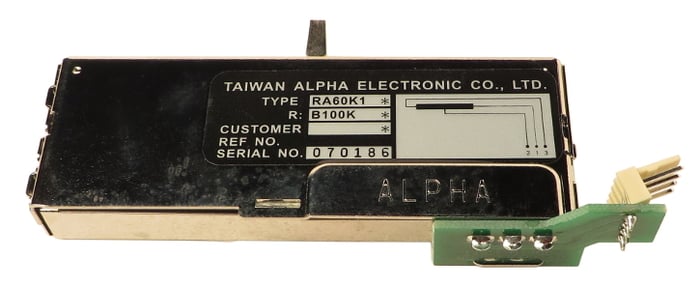 TAIWAN ALPHA ELECTRONIC CO., LTD.
TYPE RA60K1 *
R: B100K *
CUSTOMER *
REF NO.
SERIAL NO. 070186
2 1 3
ALPHA